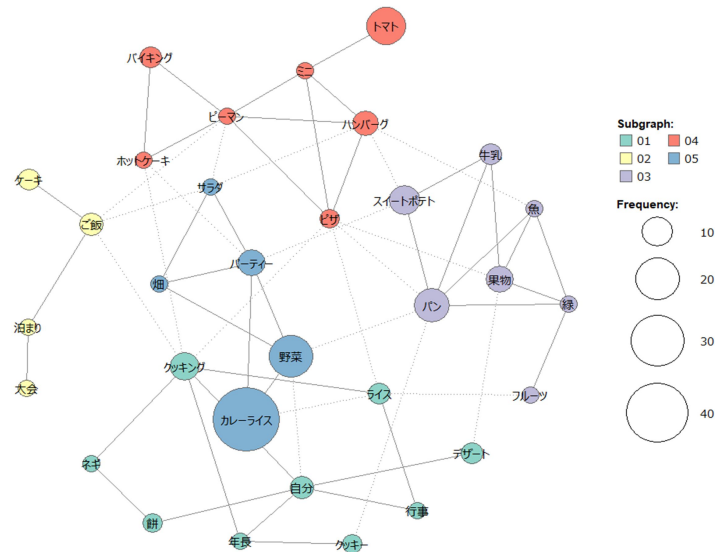 トマト
バイキング
ミニ
ピーマン
ハンバーグ
ホットケーキ
牛乳
ケーキ
サラダ
スイートポテト
魚
ご飯
ピザ
パーティー
果物
畑
パン
緑
泊まり
野菜
クッキング
大会
ライス
フルーツ
カレーライス
デザート
ネギ
自分
餅
行事
年長
クッキー
Subgraph:
01 04
02 05
03
Frequency:
10
20
30
40